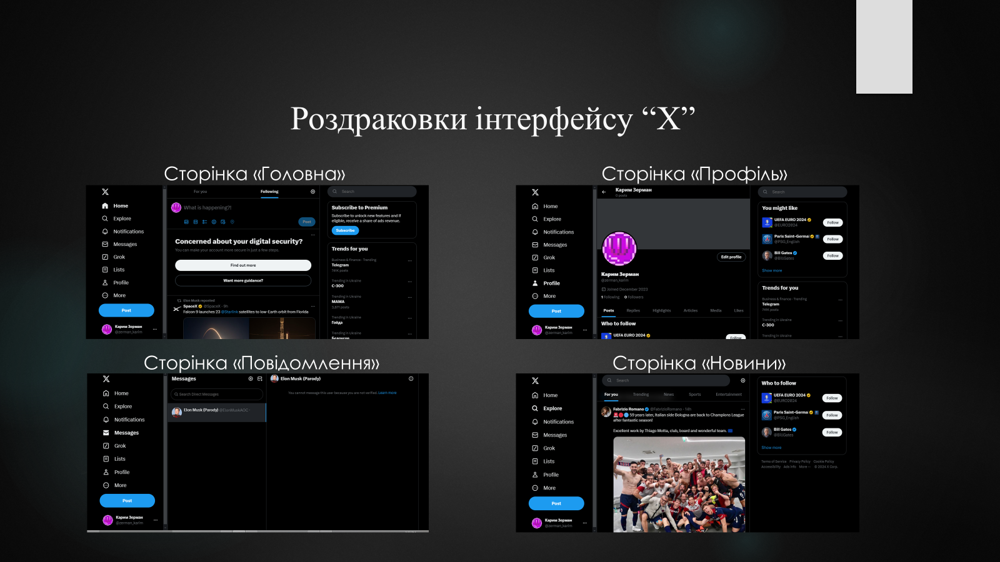 Роздраковки інтерфейсу “X”
Сторінка «Головна»
Home
Explore
Notifications
Messages
Grok
Lists
Profile
More
Post
Карим Зерман
@zerman_karim
For you
Following
What is happening?!
Post
Concerned about your digital security?
You can make your account more secure in just a few steps.
Find out more
Want more guidance?
Elon Musk reposted
SpaceX @SpaceX · 9h
Falcon 9 launches 23 @Starlink satellites to low-Earth orbit from Florida
Search
Subscribe to Premium
Subscribe to unlock new features and if
eligible, receive a share of ads revenue.
Subscribe
Trends for you
Business & finance · Trending
Telegram
741K posts
Trending in Ukraine
С-300
Trending in Ukraine
МАМА
3,871 posts
Trending in Ukraine
Гойда
Trending in Ukraine
Белоусов
Сторінка «Профіль»
Home
Explore
Notifications
Messages
Grok
Lists
Profile
More
Post
Карим Зерман
@zerman_karim
Карим Зерман
0 posts
Edit profile
Карим Зерман
@zerman_karim
Joined December 2023
1 Following 0 Followers
Posts Replies Highlights Articles Media Likes
Who to follow
UEFA EURO 2024
Follow
Search
You might like
UEFA EURO 2024
@EURO2024
Follow
Paris Saint-Germai
@PSG_English
Follow
Bill Gates
@BillGates
Follow
Show more
Trends for you
Business & finance · Trending
Telegram
741K posts
Trending in Ukraine
С-300
Trending in Ukraine
Сторінка «Повідомлення»
Home
Explore
Notifications
Messages
Grok
Lists
Profile
More
Post
Карим Зерман
@zerman_karim
Messages
Search Direct Messages
Elon Musk (Parody) @ElonMuskAOC ·
Elon Musk (Parody)
You cannot message this user because you are not verified. Learn more
Сторінка «Новини»
Home
Explore
Notifications
Messages
Grok
Lists
Profile
More
Post
Карим Зерман
@zerman_karim
Search
For you Trending News Sports Entertainment
Fabrizio Romano @FabrizioRomano · 14h
59 years later, Italian side Bologna are back to Champions League
after fantastic season!
Excellent work by Thiago Motta, club, board and wonderful team.
Who to follow
UEFA EURO 2024
@EURO2024
Follow
Paris Saint-Germa
@PSG_English
Follow
Bill Gates
@BillGates
Follow
Show more
Terms of Service Privacy Policy Cookie Policy
Accessibility Ads info More ··· © 2024 X Corp.